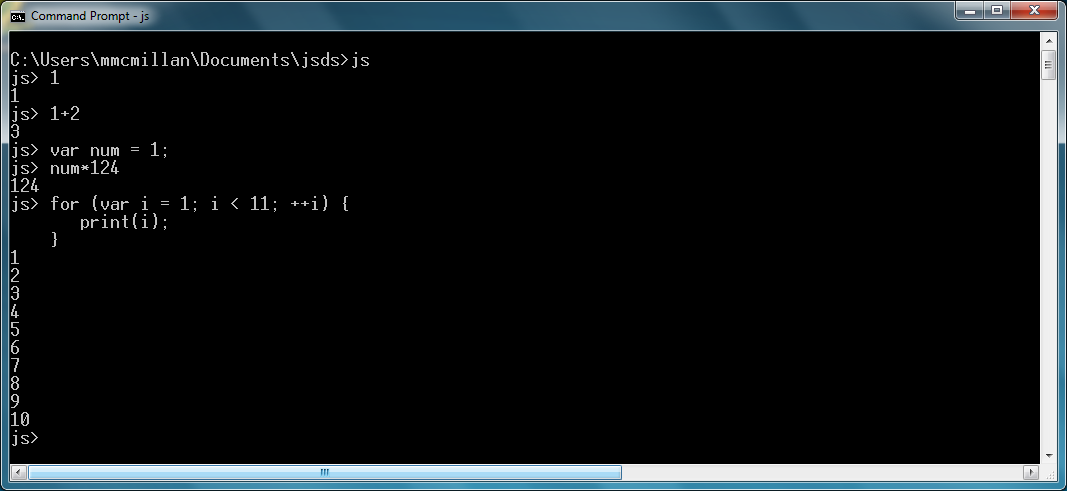 Command Prompt - js
C:\Users\mmcmillan\Documents\jsds>js
js> 1
1
js> 1+2
3
js> var num = 1;
js> num*124
124
js> for (var i = 1; i < 11; ++i) {
       print(i);
    }
1
2
3
4
5
6
7
8
9
10
js>